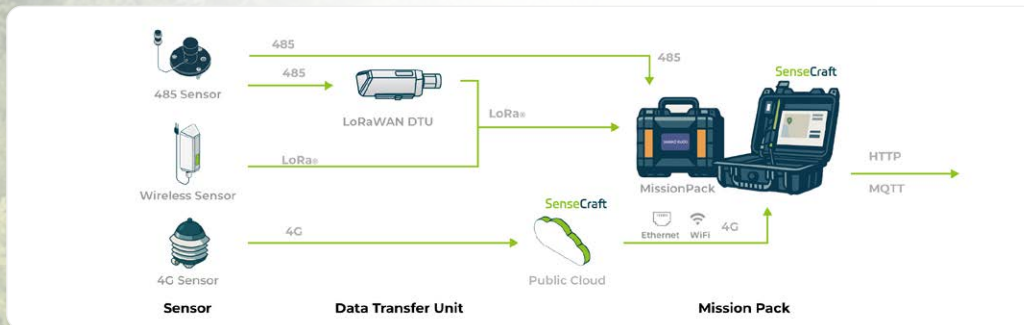 485
485
485
SenseCraft
485 Sensor
LoRaWAN DTU
LoRa®
LoRa®
Wireless Sensor
MissionPack
HTTP
MQTT
SenseCraft
4G
Ethernet
WiFi
4G
4G Sensor
Public Cloud
Sensor
Data Transfer Unit
Mission Pack